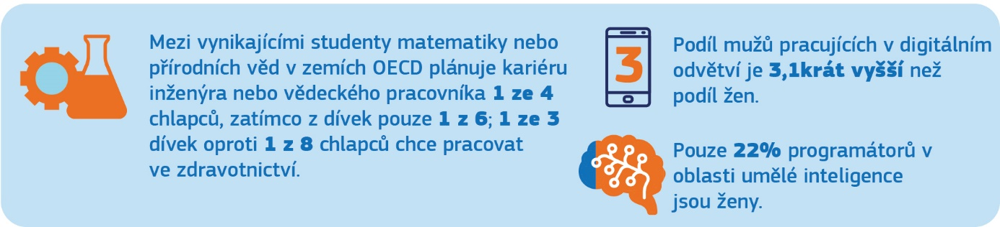 Mezi vynikajícími studenty matematiky nebo
přírodních věd v zemích OECD plánuje kariéru
inženýra nebo vědeckého pracovníka 1 ze 4
chlapců, zatímco z dívek pouze 1 z 6; 1 ze 3
dívek oproti 1 z 8 chlapců chce pracovat
ve zdravotnictví.
3
Podíl mužů pracujících v digitálním
odvětví je 3,1krát vyšší než
podíl žen.
Pouze 22% programátorů v
oblasti umělé inteligence
jsou ženy.